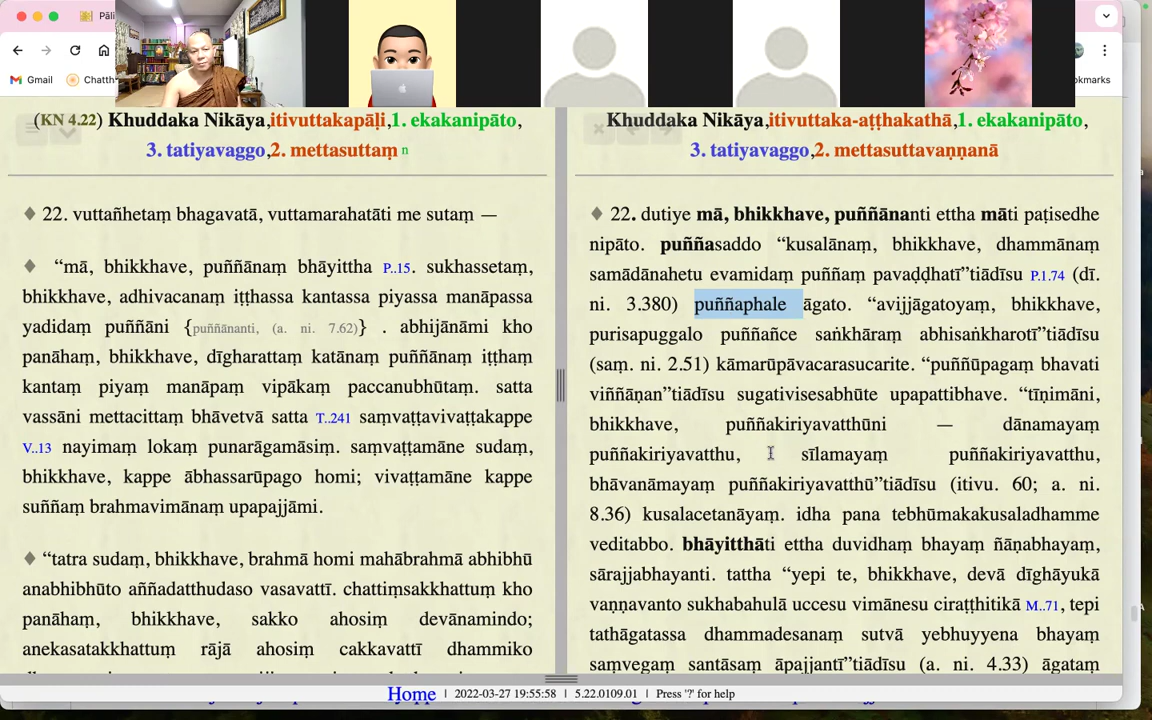 Pāli
Gmail
Chatth
okmarks
(KN 4.22) Khuddaka Nikāya,itivuttakapāḷi,1. ekakanipāto,
3. tatiyavaggo,2. mettasuttaṃ n
♦ 22. vuttañhetaṃ bhagavatā, vuttamarahatāti me sutaṃ —
♦ “mā, bhikkhave, puññānaṃ bhāyittha P..15. sukhassetaṃ,
bhikkhave, adhivacanaṃ iṭṭhassa kantassa piyassa manāpassa
yadidaṃ puññāni {puññānanti, (a. ni. 7.62)} . abhijānāmi kho
panāhaṃ, bhikkhave, dīgharattaṃ katānaṃ puññānaṃ iṭṭhaṃ
kantaṃ piyaṃ manāpaṃ vipākaṃ paccanubhūtaṃ. satta
vassāni mettacittaṃ bhāvetvā satta T..241 saṃvaṭṭavivaṭṭakappe
V..13 nayimaṃ lokaṃ punarāgamāsiṃ. saṃvaṭṭamāne sudaṃ,
bhikkhave, kappe ābhassarūpago homi; vivaṭṭamāne kappe
suññaṃ brahmavimānaṃ upapajjāmi.
♦ “tatra sudaṃ, bhikkhave, brahmā homi mahābrahmā abhibhū
anabhibhūto aññadatthudaso vasavattī. chattiṃsakkhattuṃ kho
panāhaṃ, bhikkhave, sakko ahosiṃ devānamindo;
anekasatakkhattuṃ rājā ahosiṃ cakkavattī dhammiko
Khuddaka Nikāya,itivuttaka-aṭṭhakathā,1. ekakanipāto,
3. tatiyavaggo,2. mettasuttavaṇṇanā
♦ 22. dutiye mā, bhikkhave, puññānanti ettha māti paṭisedhe
nipāto. puññasaddo “kusalānaṃ, bhikkhave, dhammānaṃ
samādānahetu evamidaṃ puññaṃ pavaḍḍhatī”tiādīsu P.1.74 (dī.
ni. 3.380) puññaphale āgato. “avijjāgatoyaṃ, bhikkhave,
purisapuggalo puññañce saṅkhāraṃ abhisaṅkharotī”tiādīsu
(saṃ. ni. 2.51) kāmarūpāvacarasucarite. “puññūpagaṃ bhavati
viññāṇan”tiādīsu sugativisesabhūte upapattibhave. “tīṇimāni,
bhikkhave, puññakiriyavatthūni — dānamayaṃ
puññakiriyavatthu, sīlamayaṃ puññakiriyavatthu,
bhāvanāmayaṃ puññakiriyavatthū”tiādīsu (itivu. 60; a. ni.
8.36) kusalacetanāyaṃ. idha pana tebhūmakakusaladhamme
veditabbo. bhāyitthāti ettha duvidhaṃ bhayaṃ ñāṇabhayaṃ,
sārajjabhayanti. tattha “yepi te, bhikkhave, devā dīghāyukā
vaṇṇavanto sukhabahulā uccesu vimānesu ciraṭṭhitikā M..71, tepi
tathāgatassa dhammadesanaṃ sutvā yebhuyyena bhayaṃ
saṃvegaṃ santāsaṃ āpajjantī”tiādīsu (a. ni. 4.33) āgataṃ
Home | 2022-03-27 19:55:58 | 5.22.0109.01 | Press '?' for help